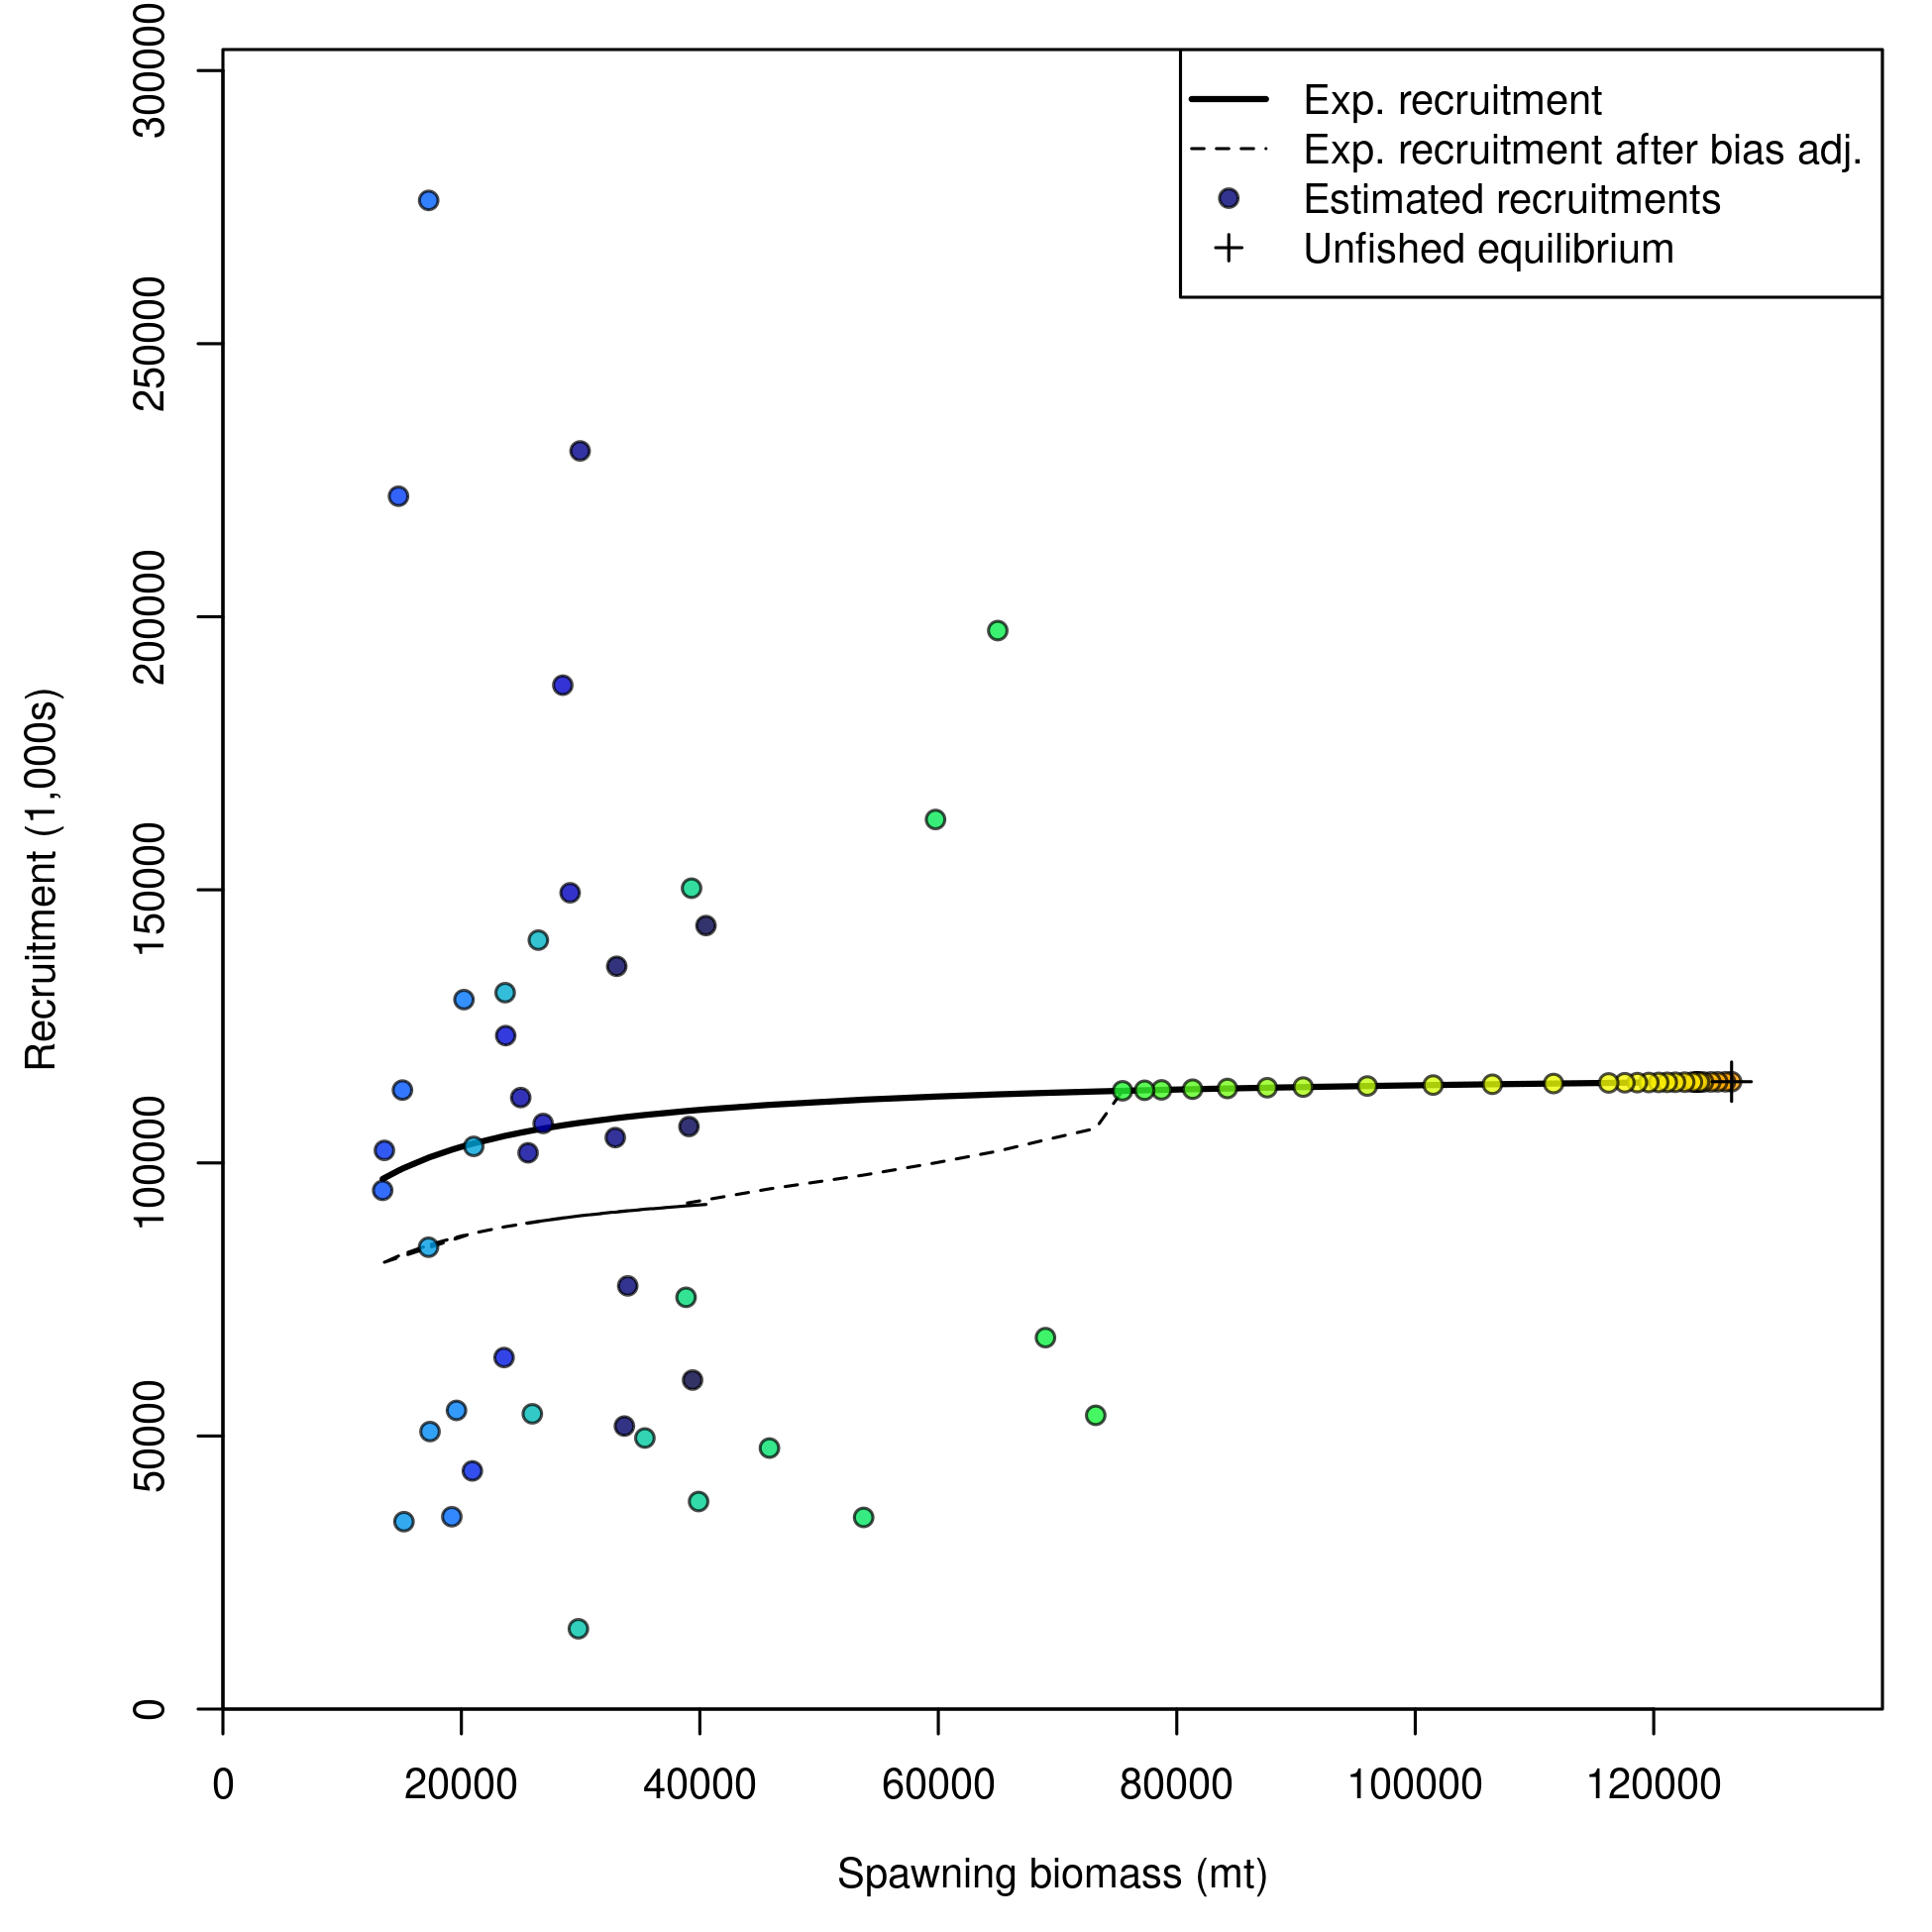 Exp. recruitment
Exp. recruitment after bias adj.
Estimated recruitments
Unfished equilibrium
Recruitment (1,000s)
300000
250000
200000
150000
100000
50000
0
0 20000 40000 60000 80000 100000 120000
Spawning biomass (mt)